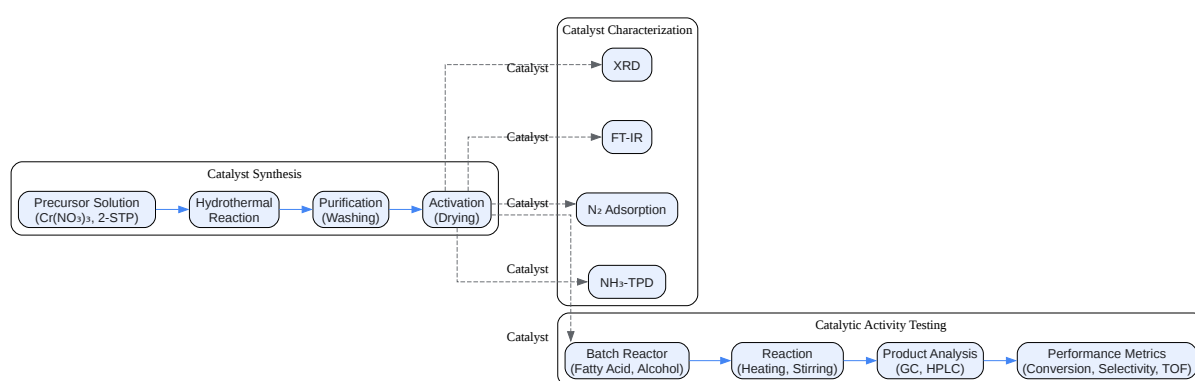 Catalyst Characterization
Catalyst
XRD
Catalyst
FT-IR
Catalyst Synthesis
Precursor Solution
(Cr(NO₃)₃, 2-STP)
Hydrothermal
Reaction
Purification
(Washing)
Activation
(Drying)
Catalyst
N₂ Adsorption
Catalyst
NH₃-TPD
Catalytic Activity Testing
Catalyst
Batch Reactor
(Fatty Acid, Alcohol)
Reaction
(Heating, Stirring)
Product Analysis
(GC, HPLC)
Performance Metrics
(Conversion, Selectivity, TOF)